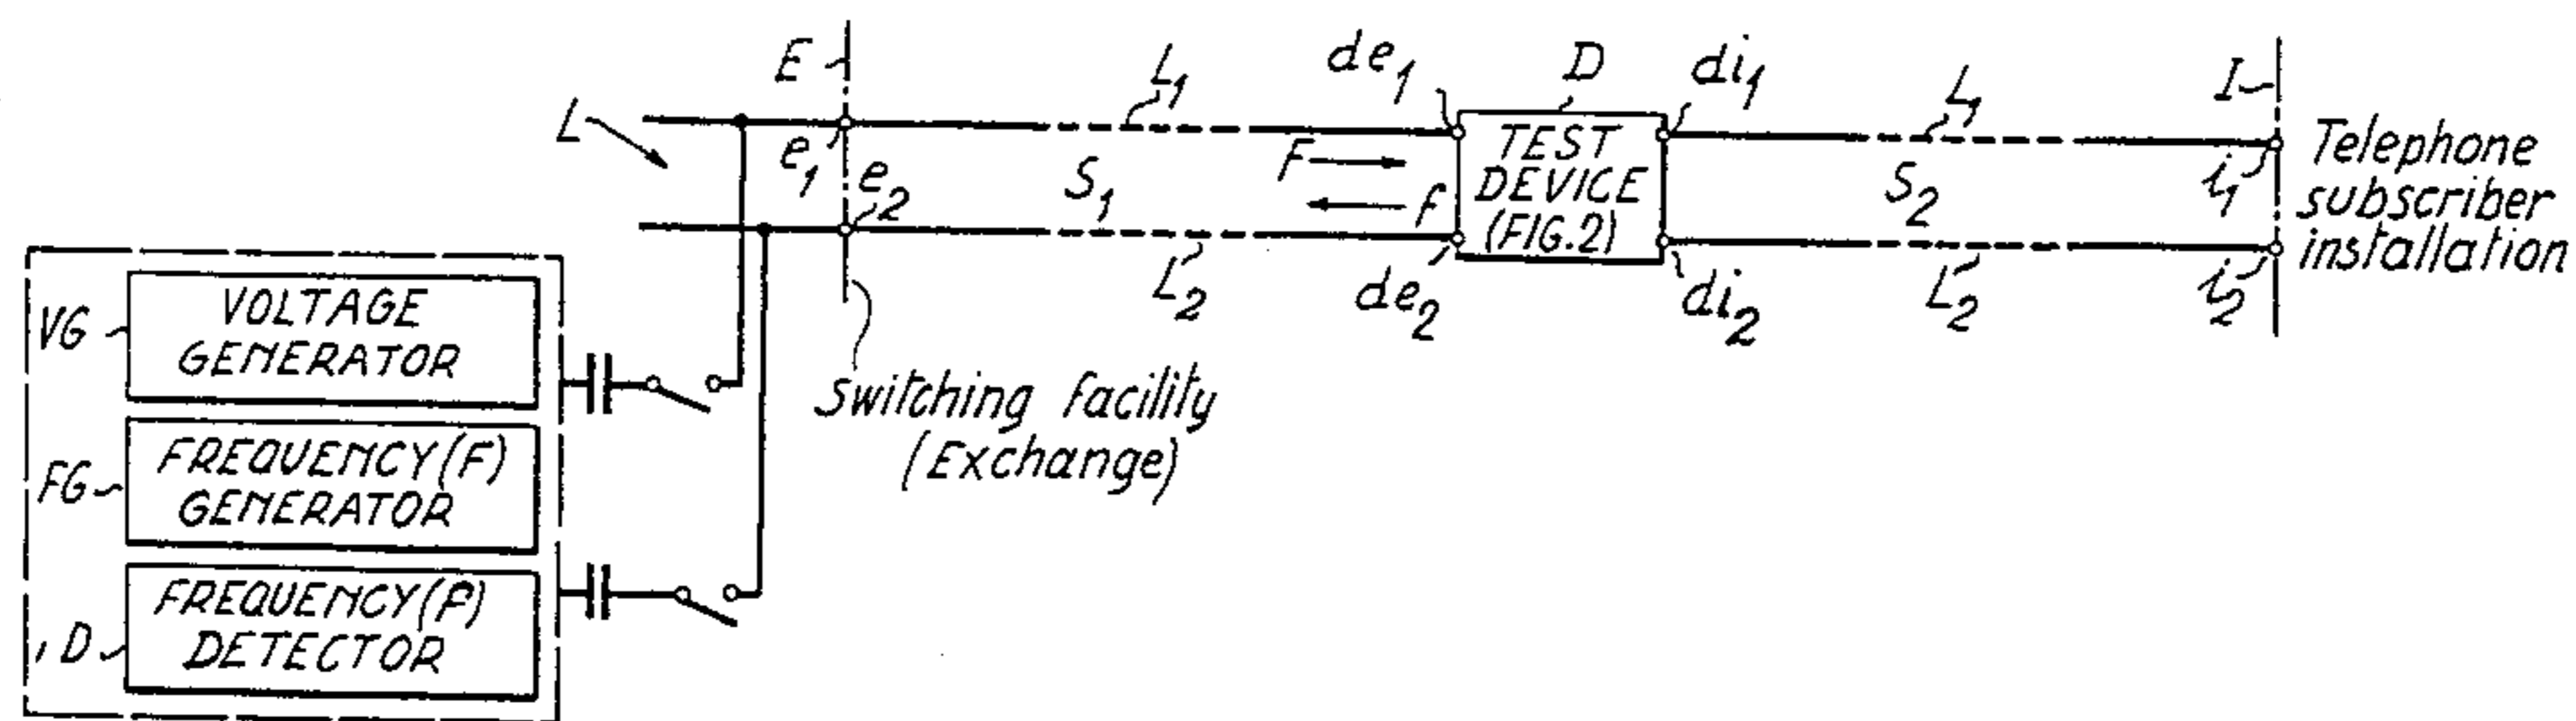 E
L
e1
e2
L1
S1
L2
de1
de2
F
f
D
TEST
DEVICE
(FIG.2)
di1
di2
L1
S2
L2
I
i1
i2
Telephone
subscriber
installation
Switching facility
(Exchange)
VG
VOLTAGE
GENERATOR
FG
FREQUENCY(F)
GENERATOR
D
FREQUENCY(f)
DETECTOR